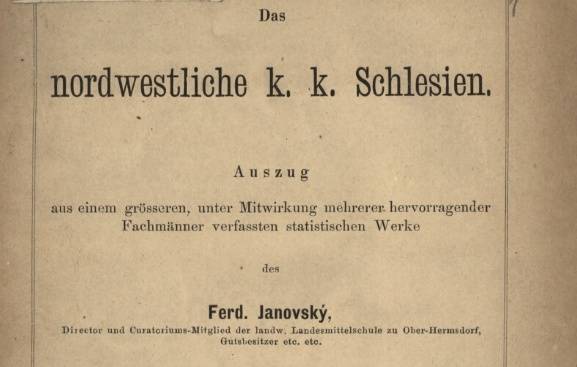 Das
nordwestliche k. k. Schlesien.
Auszug
aus einem grösseren, unter Mitwirkung mehrerer hervorragender
Fachmänner verfassten statistischen Werke
des
Ferd. Janovský,
Director und Curatoriums-Mitglied der landw. Landesmittelschule zu Ober-Hermsdorf,
Gutsbesitzer etc. etc.